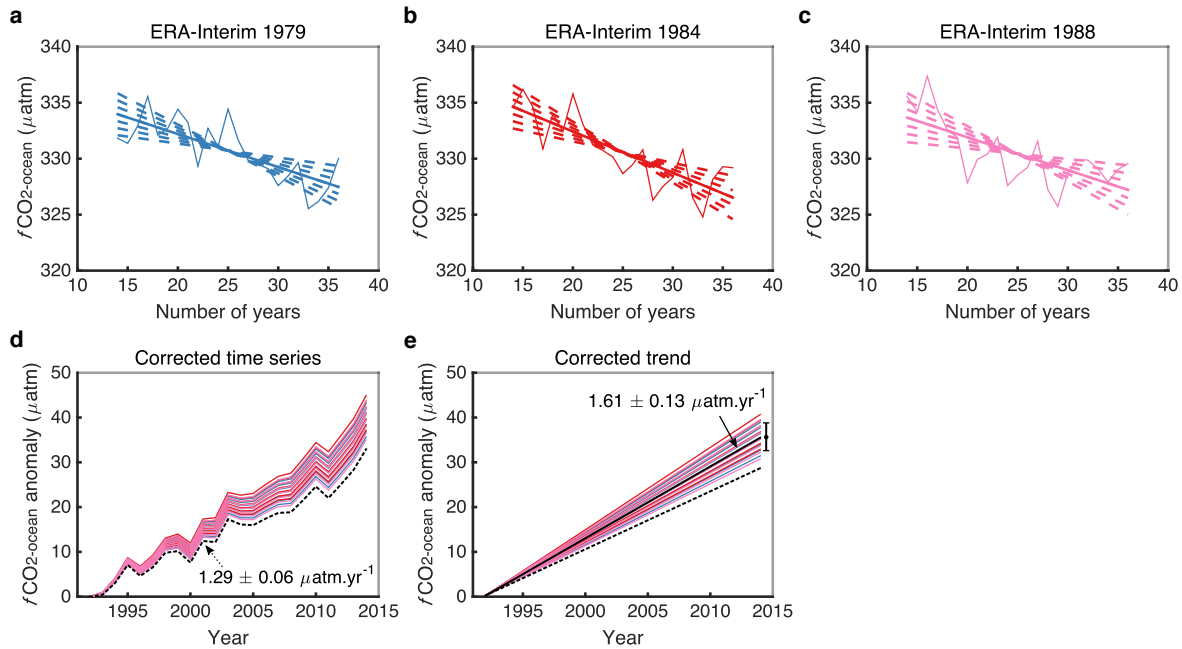 a
ERA-Interim 1979
340
335
330
325
320
fCO2-ocean (μatm)
10 15 20 25 30 35 40
Number of years
b
ERA-Interim 1984
340
335
330
325
320
fCO2-ocean (μatm)
10 15 20 25 30 35 40
Number of years
c
ERA-Interim 1988
340
335
330
325
320
fCO2-ocean (μatm)
10 15 20 25 30 35 40
Number of years
d
Corrected time series
50
40
30
20
10
0
fCO2-ocean anomaly (μatm)
1.29 ± 0.06 μatm.yr-1
1995 2000 2005 2010 2015
Year
e
Corrected trend
50
40
30
20
10
0
fCO2-ocean anomaly (μatm)
1.61 ± 0.13 μatm.yr-1
1995 2000 2005 2010 2015
Year